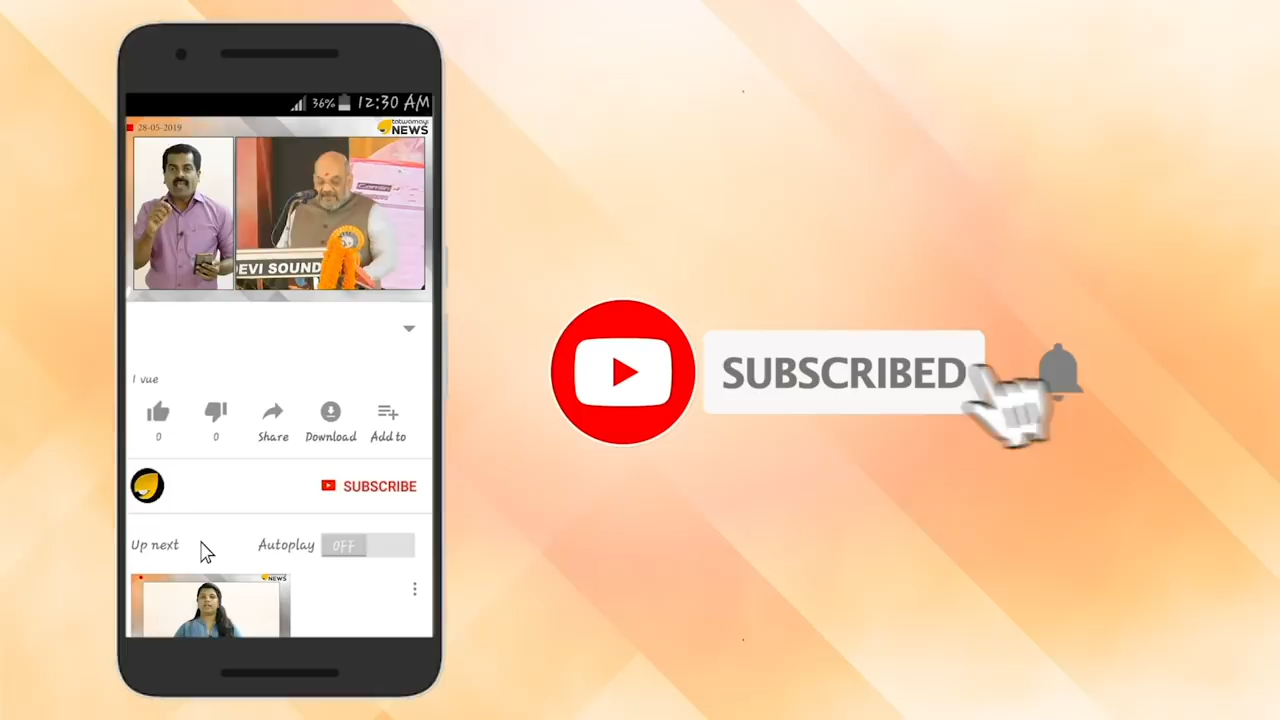 36% 12:30 AM
28-05-2019
tatwamayi
NEWS
DEVI SOUND
1 vue
0
0
Share
Download
Add to
SUBSCRIBE
Up next
Autoplay
OFF
NEWS
SUBSCRIBED